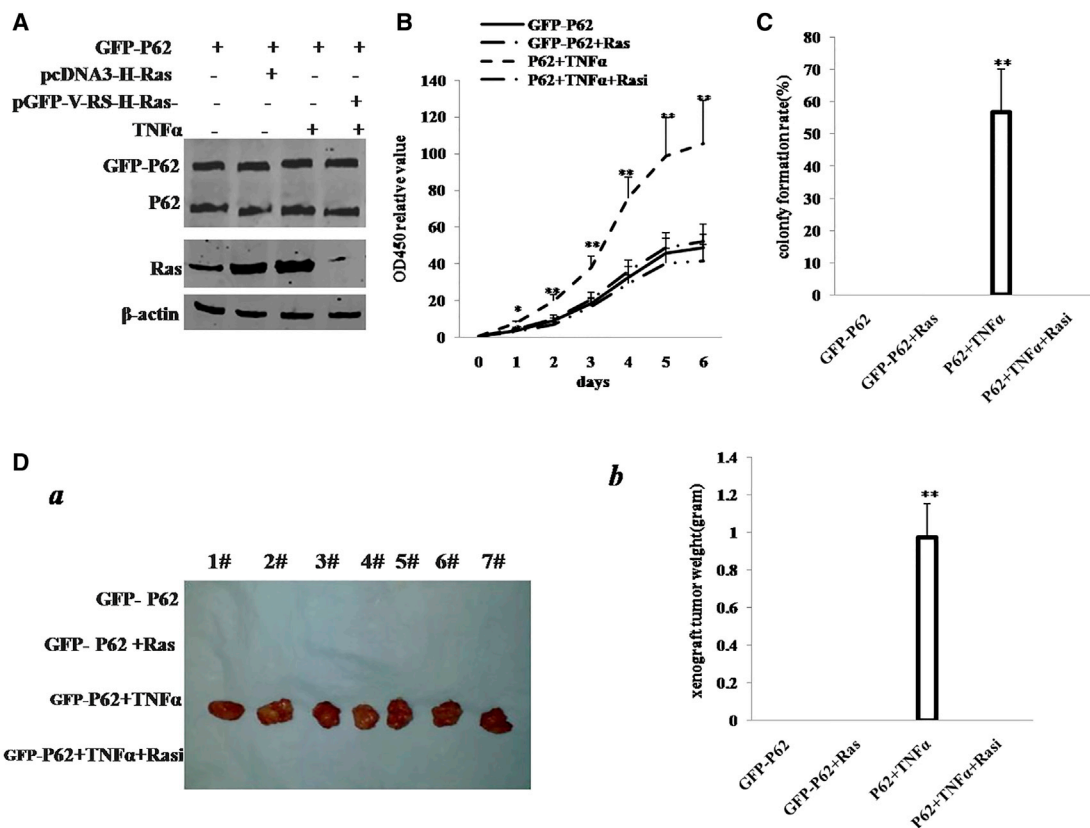 A
GFP-P62 + + + +
pcDNA3-H-Ras - + - -
pGFP-V-RS-H-Ras- - - - +
TNFα - - + +
GFP-P62
P62
Ras
β-actin
B
GFP-P62
GFP-P62+Ras
P62+TNFα
P62+TNFα+Rasi
OD450 relative value
140
120
100
80
60
40
20
0
* ** ** ** ** **
0 1 2 3 4 5 6
days
C
colonfy formation rate(%)
80
70
60
50
40
30
20
10
0
**
GFP-P62
GFP-P62+Ras
P62+TNFα
P62+TNFα+Rasi
D
a
1# 2# 3# 4# 5# 6# 7#
GFP- P62
GFP- P62 +Ras
GFP-P62+TNFα
GFP-P62+TNFα+Rasi
b
xenograft tumor weight(gram)
1.4
1.2
1
0.8
0.6
0.4
0.2
0
**
GFP-P62
GFP-P62+Ras
P62+TNFα
P62+TNFα+Rasi